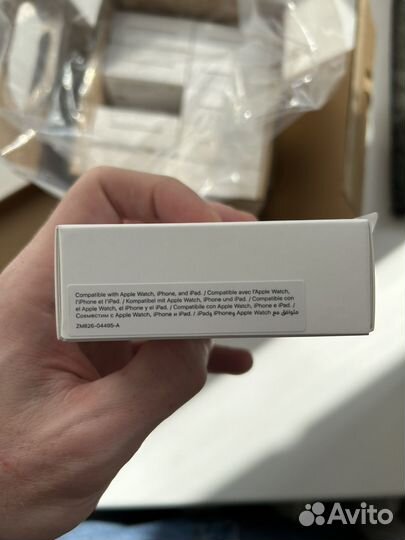 Compatible with Apple Watch, iPhone, and iPad. / Compatible avec l'Apple Watch,
l'iPhone et l'iPad. / Kompatibel mit Apple Watch, iPhone und iPad. / Compatible con
el Apple Watch, el iPhone y el iPad. / Compatibile con Apple Watch, iPhone e iPad.
/ Совместим с Apple Watch, iPhone и iPad. / متوافق مع Apple Watch وiPhone وiPad.
ZM826-04495-A
Avito